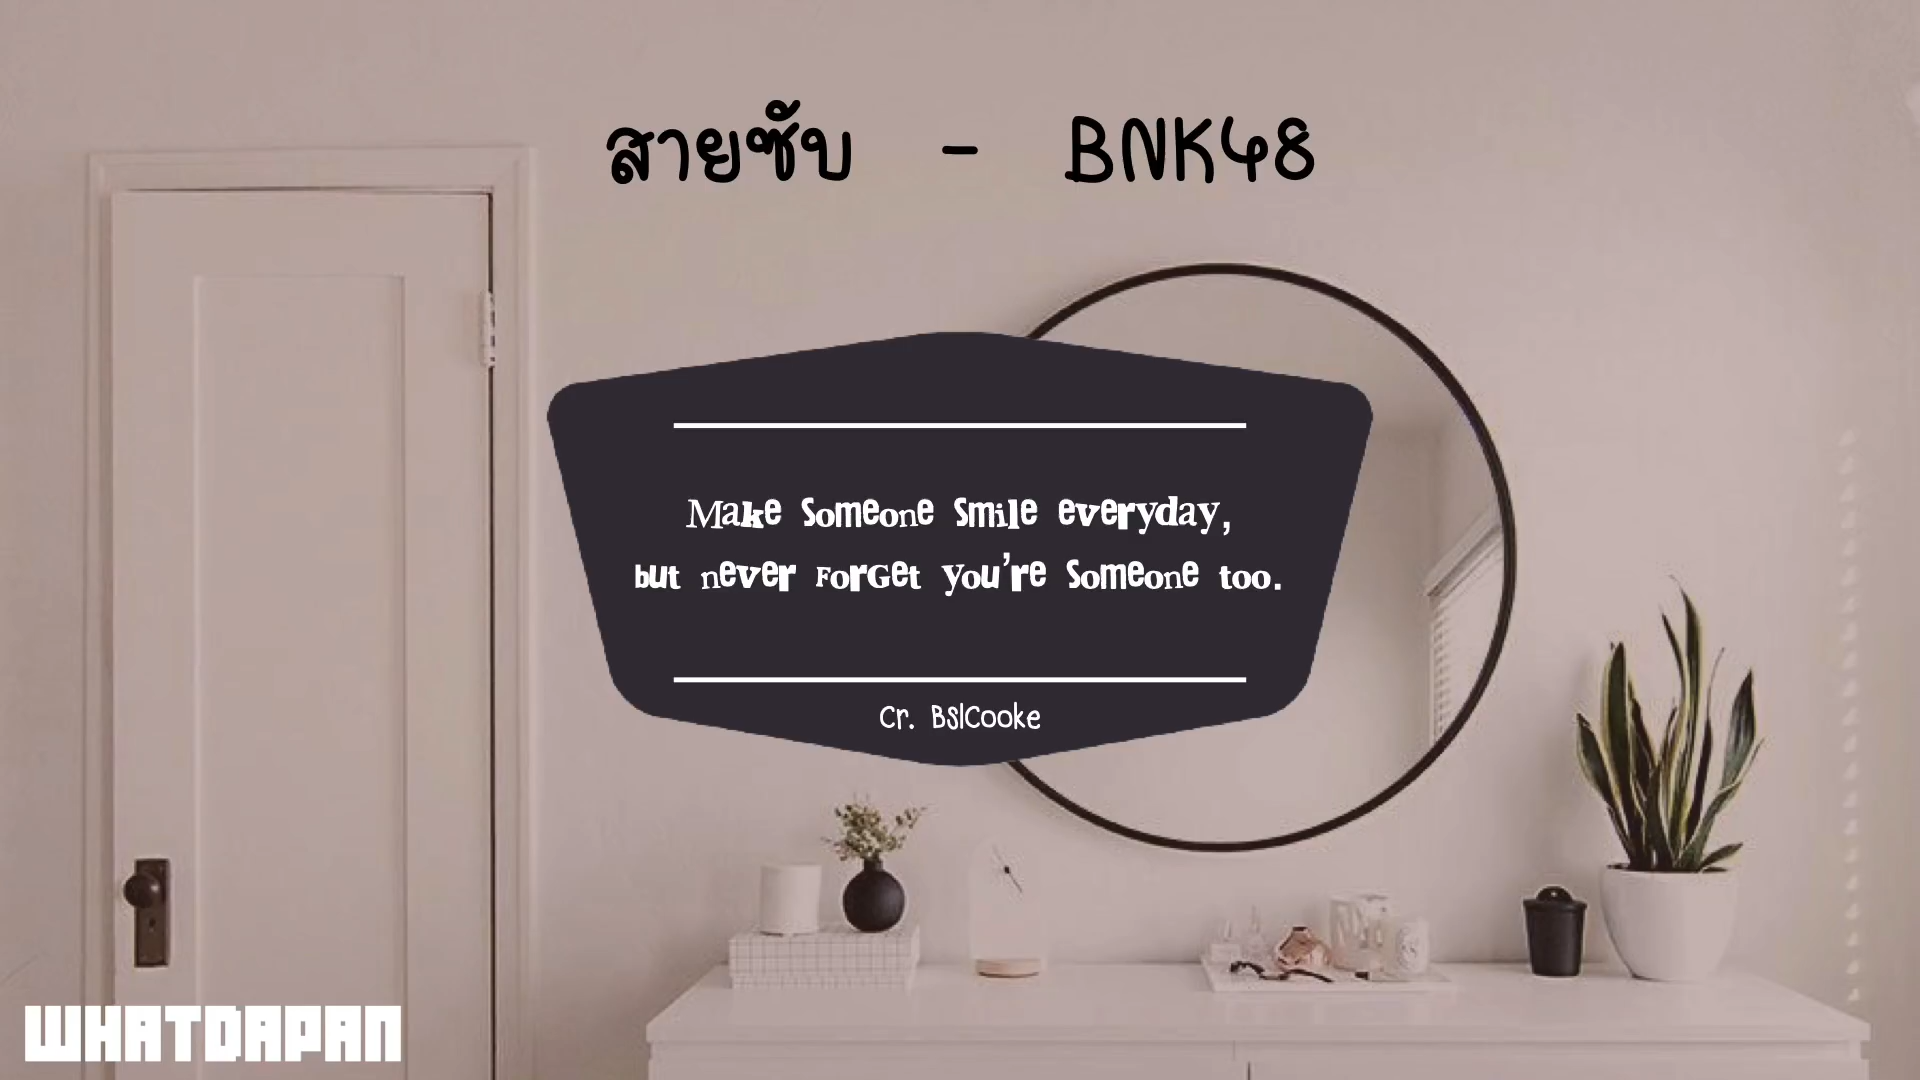 สายซับ - BNK48
Make Someone Smile everyday,
but never Forget you're Someone too.
Cr. BslCooke
WHATDAPAN